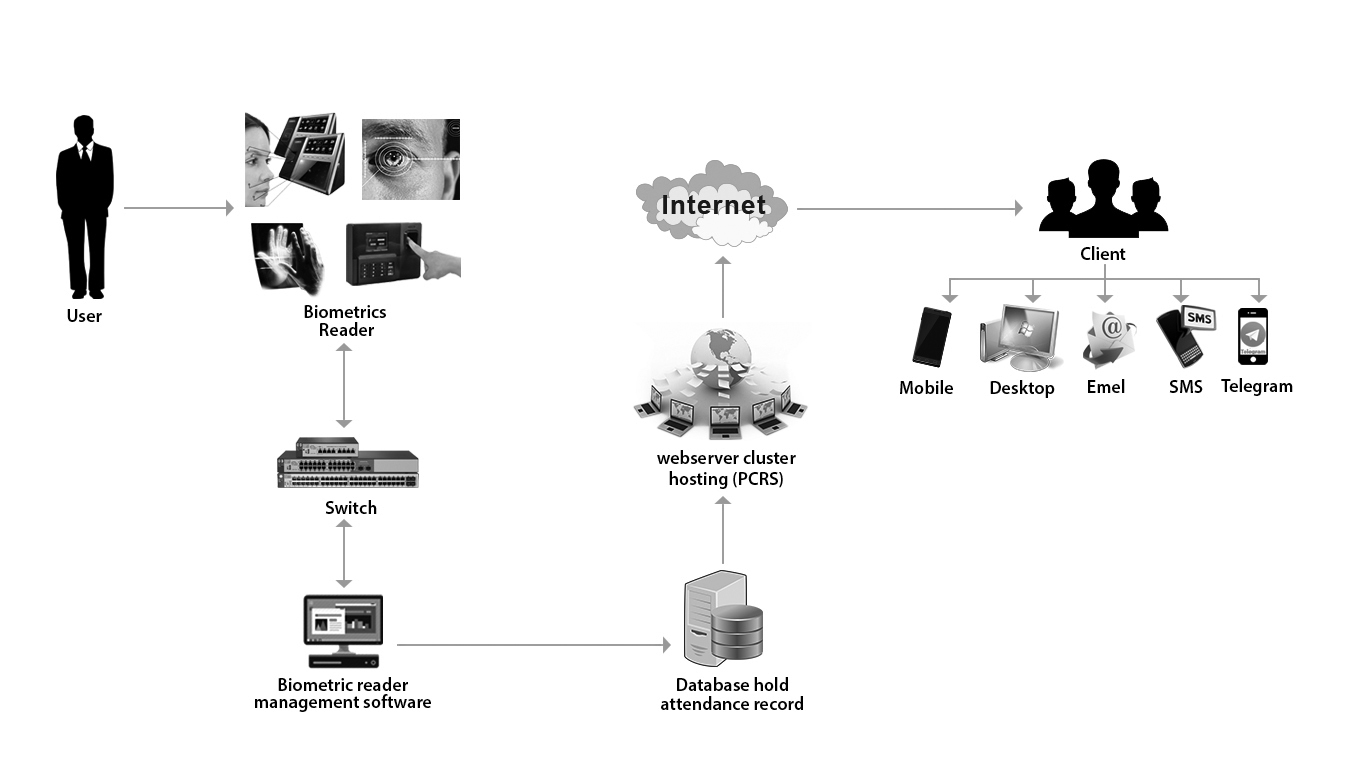 User
Biometrics
Reader
Switch
Biometric reader
management software
Database hold
attendance record
webserver cluster
hosting (PCRS)
Internet
Client
Mobile
Desktop
@
Emel
SMS
SMS
Telegram
Telegram